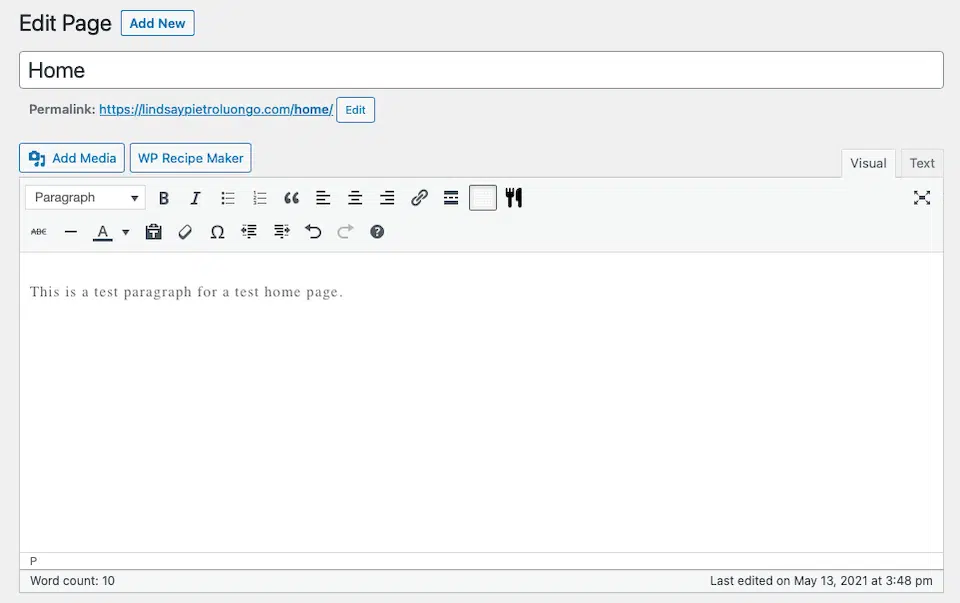 Edit Page Add New
Home
Permalink: https://lindsaypietroluongo.com/home/ Edit
Add Media WP Recipe Maker Visual Text
Paragraph B I
ABC A Ω ?
This is a test paragraph for a test home page.
P
Word count: 10 Last edited on May 13, 2021 at 3:48 pm